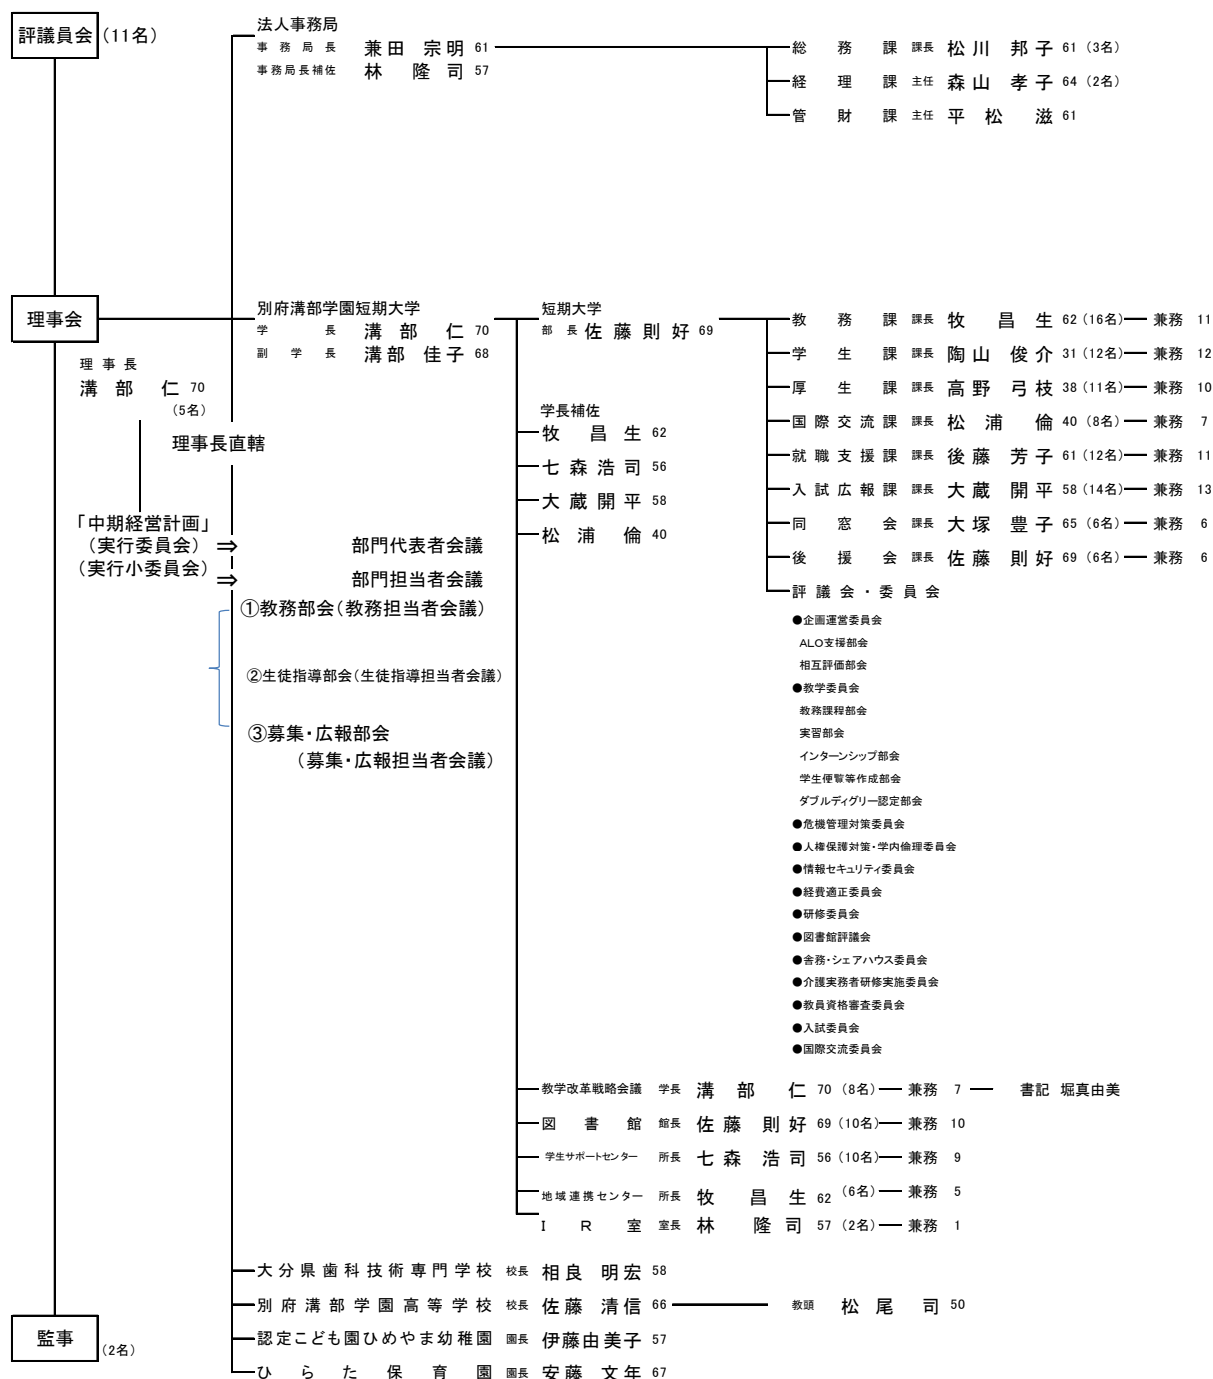 評議員会 (11名)
法人事務局
事務局長 兼田 宗明 61
事務局長補佐 林 隆司 57
総務課 課長 松川 邦子 61 (3名)
経理課 主任 森山 孝子 64 (2名)
管財課 主任 平松 滋 61
理事会
理事長
溝部 仁 70
(5名)
理事長直轄
別府溝部学園短期大学
学長 溝部 仁 70
副学長 溝部 佳子 68
短期大学
部長 佐藤則好 69
学長補佐
牧 昌生 62
七森浩司 56
大蔵開平 58
松浦倫 40
教務課 課長 牧 昌生 62 (16名) 兼務 11
学生課 課長 陶山 俊介 31 (12名) 兼務 12
厚生課 課長 高野 弓枝 38 (11名) 兼務 10
国際交流課 課長 松浦 倫 40 (8名) 兼務 7
就職支援課 課長 後藤 芳子 61 (12名) 兼務 11
入試広報課 課長 大蔵 開平 58 (14名) 兼務 13
同窓会 課長 大塚 豊子 65 (6名) 兼務 6
後援会 課長 佐藤 則好 69 (6名) 兼務 6
評議会・委員会
「中期経営計画」
(実行委員会) ⇒ 部門代表者会議
(実行小委員会) ⇒ 部門担当者会議
①教務部会(教務担当者会議)
②生徒指導部会(生徒指導担当者会議)
③募集・広報部会
(募集・広報担当者会議)
●企画運営委員会
ALO支援部会
相互評価部会
●教学委員会
教務課程部会
実習部会
インターンシップ部会
学生便覧等作成部会
ダブルディグリー認定部会
●危機管理対策委員会
●人権保護対策・学内倫理委員会
●情報セキュリティ委員会
●経費適正委員会
●研修委員会
●図書館評議会
●舎務・シェアハウス委員会
●介護実務者研修実施委員会
●教員資格審査委員会
●入試委員会
●国際交流委員会
教学改革戦略会議 学長 溝部 仁 70 (8名) 兼務 7 書記 堀真由美
図書館 館長 佐藤 則好 69 (10名) 兼務 10
学生サポートセンター 所長 七森 浩司 56 (10名) 兼務 9
地域連携センター 所長 牧 昌生 62 (6名) 兼務 5
IR室 室長 林 隆司 57 (2名) 兼務 1
大分県歯科技術専門学校 校長 相良 明宏 58
別府溝部学園高等学校 校長 佐藤 清信 66 教頭 松尾 司 50
認定こども園ひめやま幼稚園 園長 伊藤由美子 57
ひらた保育園 園長 安藤 文年 67
監事 (2名)